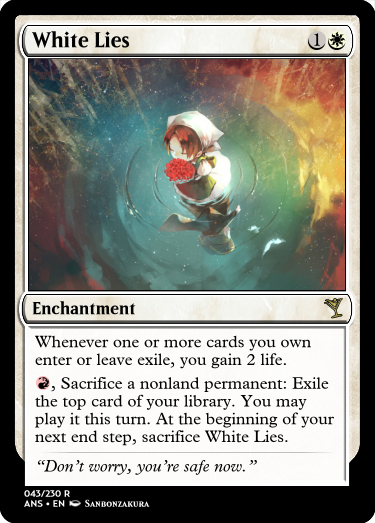 White Lies
1
Enchantment
Whenever one or more cards you own
enter or leave exile, you gain 2 life.
, Sacrifice a nonland permanent: Exile
the top card of your library. You may
play it this turn. At the beginning of your
next end step, sacrifice White Lies.
“Don’t worry, you’re safe now.”
043/230 R
ANS • EN SANBONZAKURA